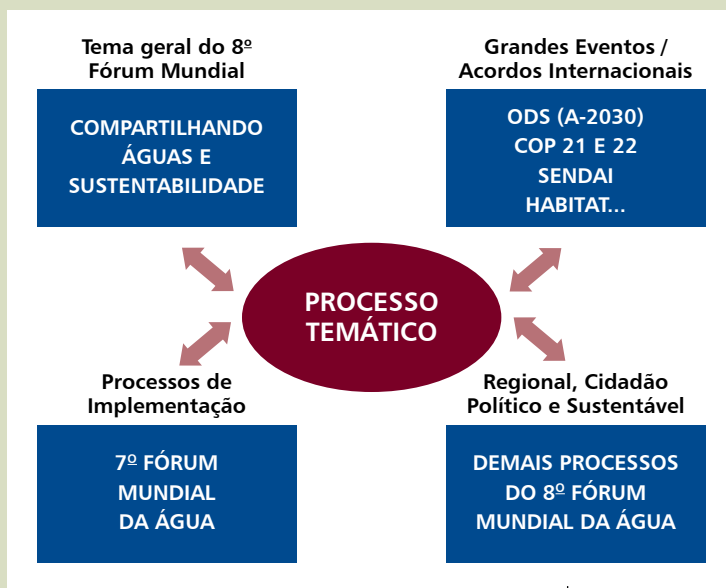 Tema geral do 8º
Fórum Mundial
COMPARTILHANDO
ÁGUAS E
SUSTENTABILIDADE
Grandes Eventos /
Acordos Internacionais
ODS (A-2030)
COP 21 E 22
SENDAI
HABITAT...
PROCESSO
TEMÁTICO
Processos de
Implementação
7º FÓRUM
MUNDIAL
DA ÁGUA
Regional, Cidadão
Político e Sustentável
DEMAIS PROCESSOS
DO 8º FÓRUM
MUNDIAL DA ÁGUA